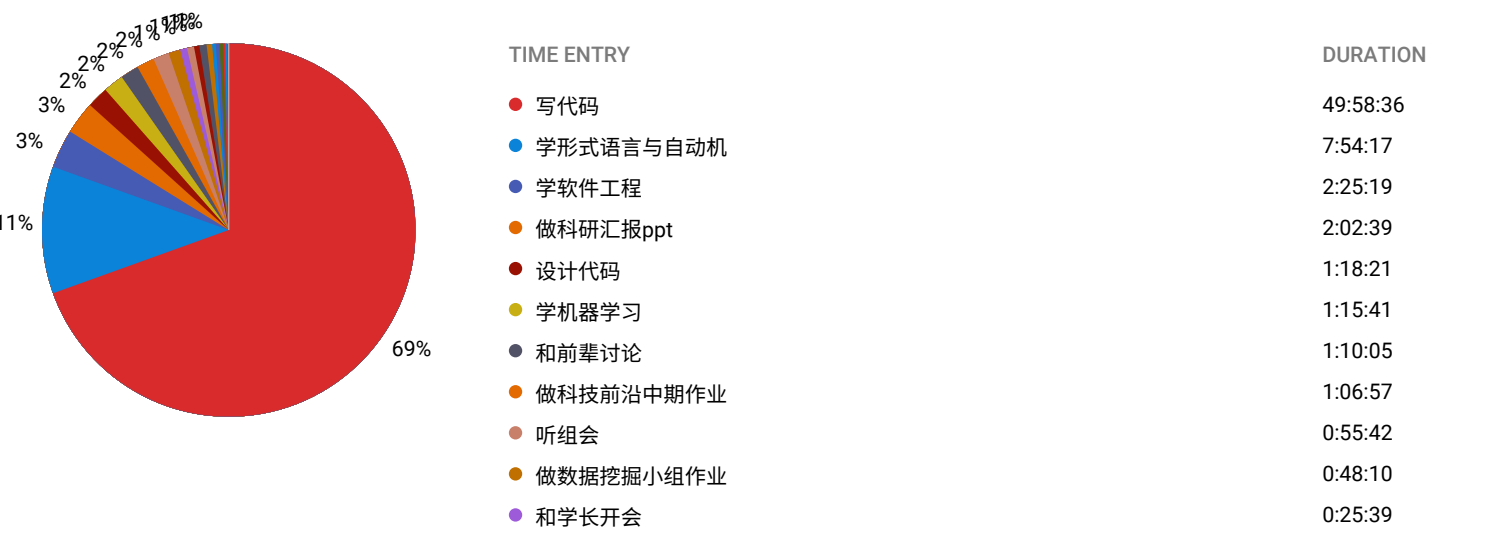 TIME ENTRY DURATION
写代码 49:58:36
学形式语言与自动机 7:54:17
学软件工程 2:25:19
做科研汇报ppt 2:02:39
设计代码 1:18:21
学机器学习 1:15:41
和前辈讨论 1:10:05
做科技前沿中期作业 1:06:57
听组会 0:55:42
做数据挖掘小组作业 0:48:10
和学长开会 0:25:39
69%
11%
3%
3%
2%
2%
2%
2%
1%